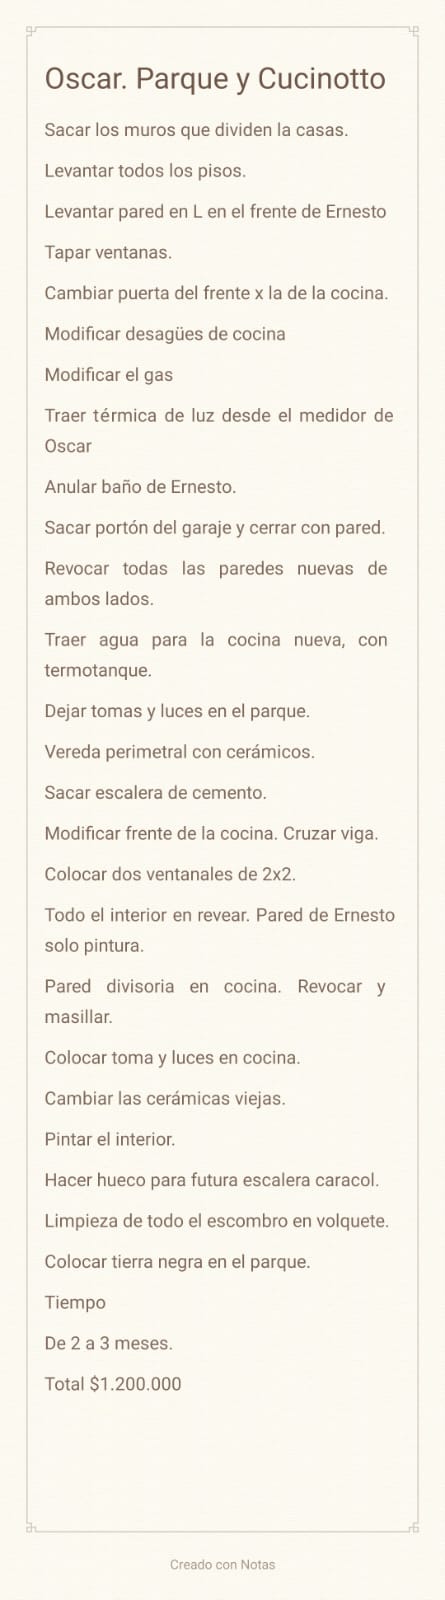 Oscar. Parque y Cucinotto
Sacar los muros que dividen la casas.
Levantar todos los pisos.
Levantar pared en L en el frente de Ernesto
Tapar ventanas.
Cambiar puerta del frente x la de la cocina.
Modificar desagües de cocina
Modificar el gas
Traer térmica de luz desde el medidor de
Oscar
Anular baño de Ernesto.
Sacar portón del garaje y cerrar con pared.
Revocar todas las paredes nuevas de
ambos lados.
Traer agua para la cocina nueva, con
termotanque.
Dejar tomas y luces en el parque.
Vereda perimetral con cerámicos.
Sacar escalera de cemento.
Modificar frente de la cocina. Cruzar viga.
Colocar dos ventanales de 2x2.
Todo el interior en revear. Pared de Ernesto
solo pintura.
Pared divisoria en cocina. Revocar y
masillar.
Colocar toma y luces en cocina.
Cambiar las cerámicas viejas.
Pintar el interior.
Hacer hueco para futura escalera caracol.
Limpieza de todo el escombro en volquete.
Colocar tierra negra en el parque.
Tiempo
De 2 a 3 meses.
Total $1.200.000
Creado con Notas